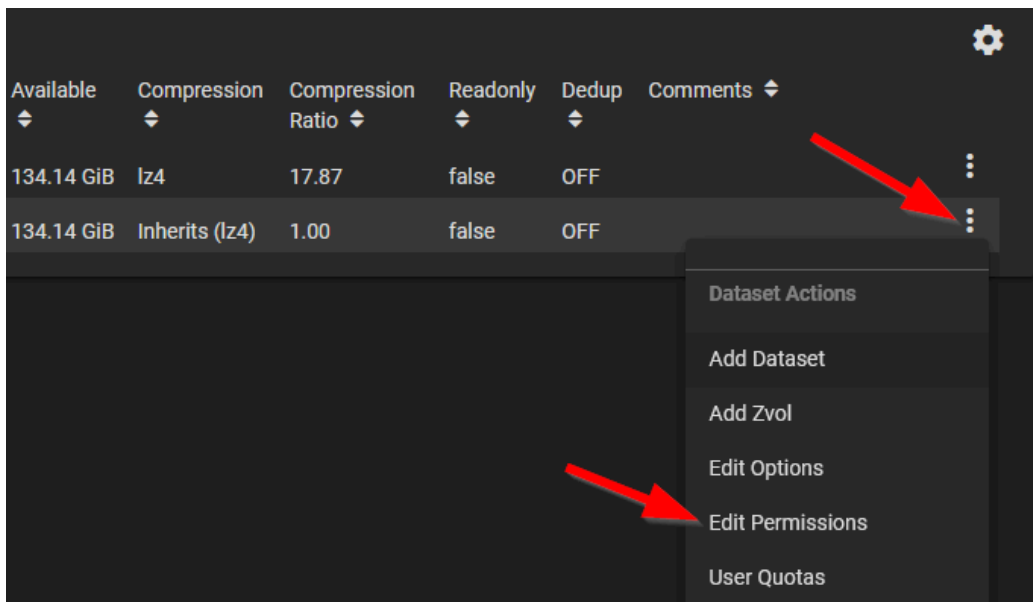 Available Compression Compression Readonly Dedup Comments
Ratio
134.14 GiB lz4 17.87 false OFF
134.14 GiB Inherits (lz4) 1.00 false OFF
Dataset Actions
Add Dataset
Add Zvol
Edit Options
Edit Permissions
User Quotas